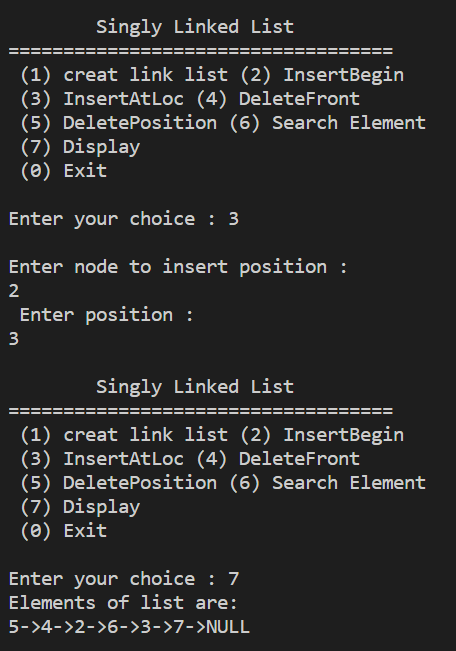 Singly Linked List
===================================
(1) creat link list (2) InsertBegin
(3) InsertAtLoc (4) DeleteFront
(5) DeletePosition (6) Search Element
(7) Display
(0) Exit
Enter your choice : 3
Enter node to insert position :
2
Enter position :
3
Singly Linked List
===================================
(1) creat link list (2) InsertBegin
(3) InsertAtLoc (4) DeleteFront
(5) DeletePosition (6) Search Element
(7) Display
(0) Exit
Enter your choice : 7
Elements of list are:
5->4->2->6->3->7->NULL